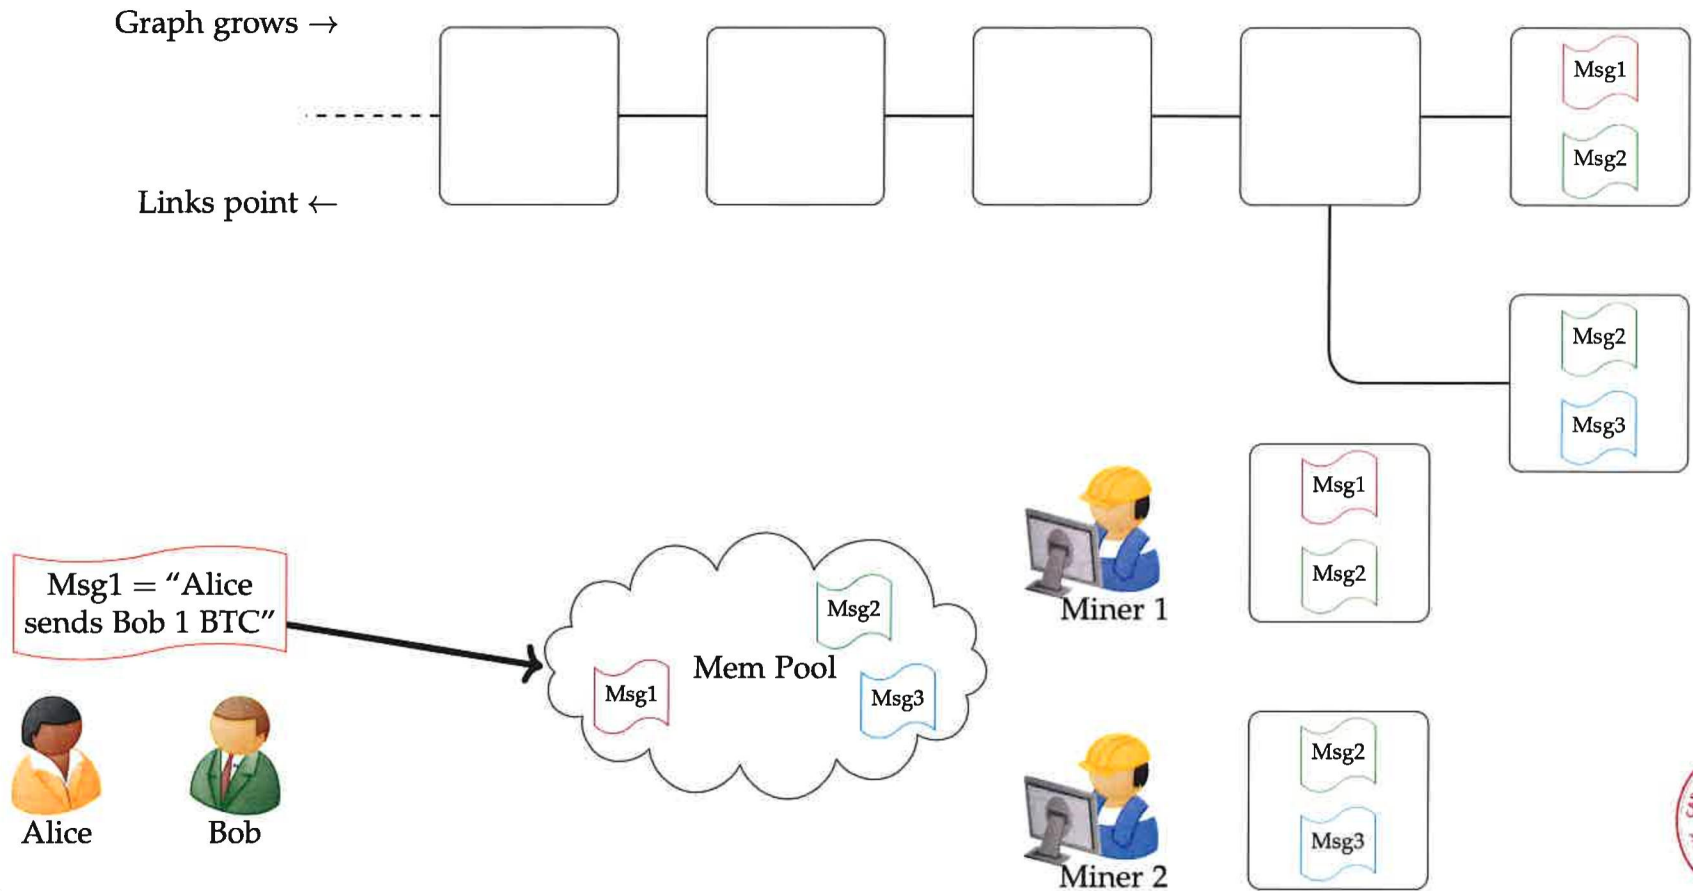 Graph grows →
Links point ←
Msg1
Msg2
Msg2
Msg3
Msg1 = “Alice
sends Bob 1 BTC”
Alice
Bob
Mem Pool
Msg1
Msg2
Msg3
Miner 1
Msg1
Msg2
Miner 2
Msg2
Msg3